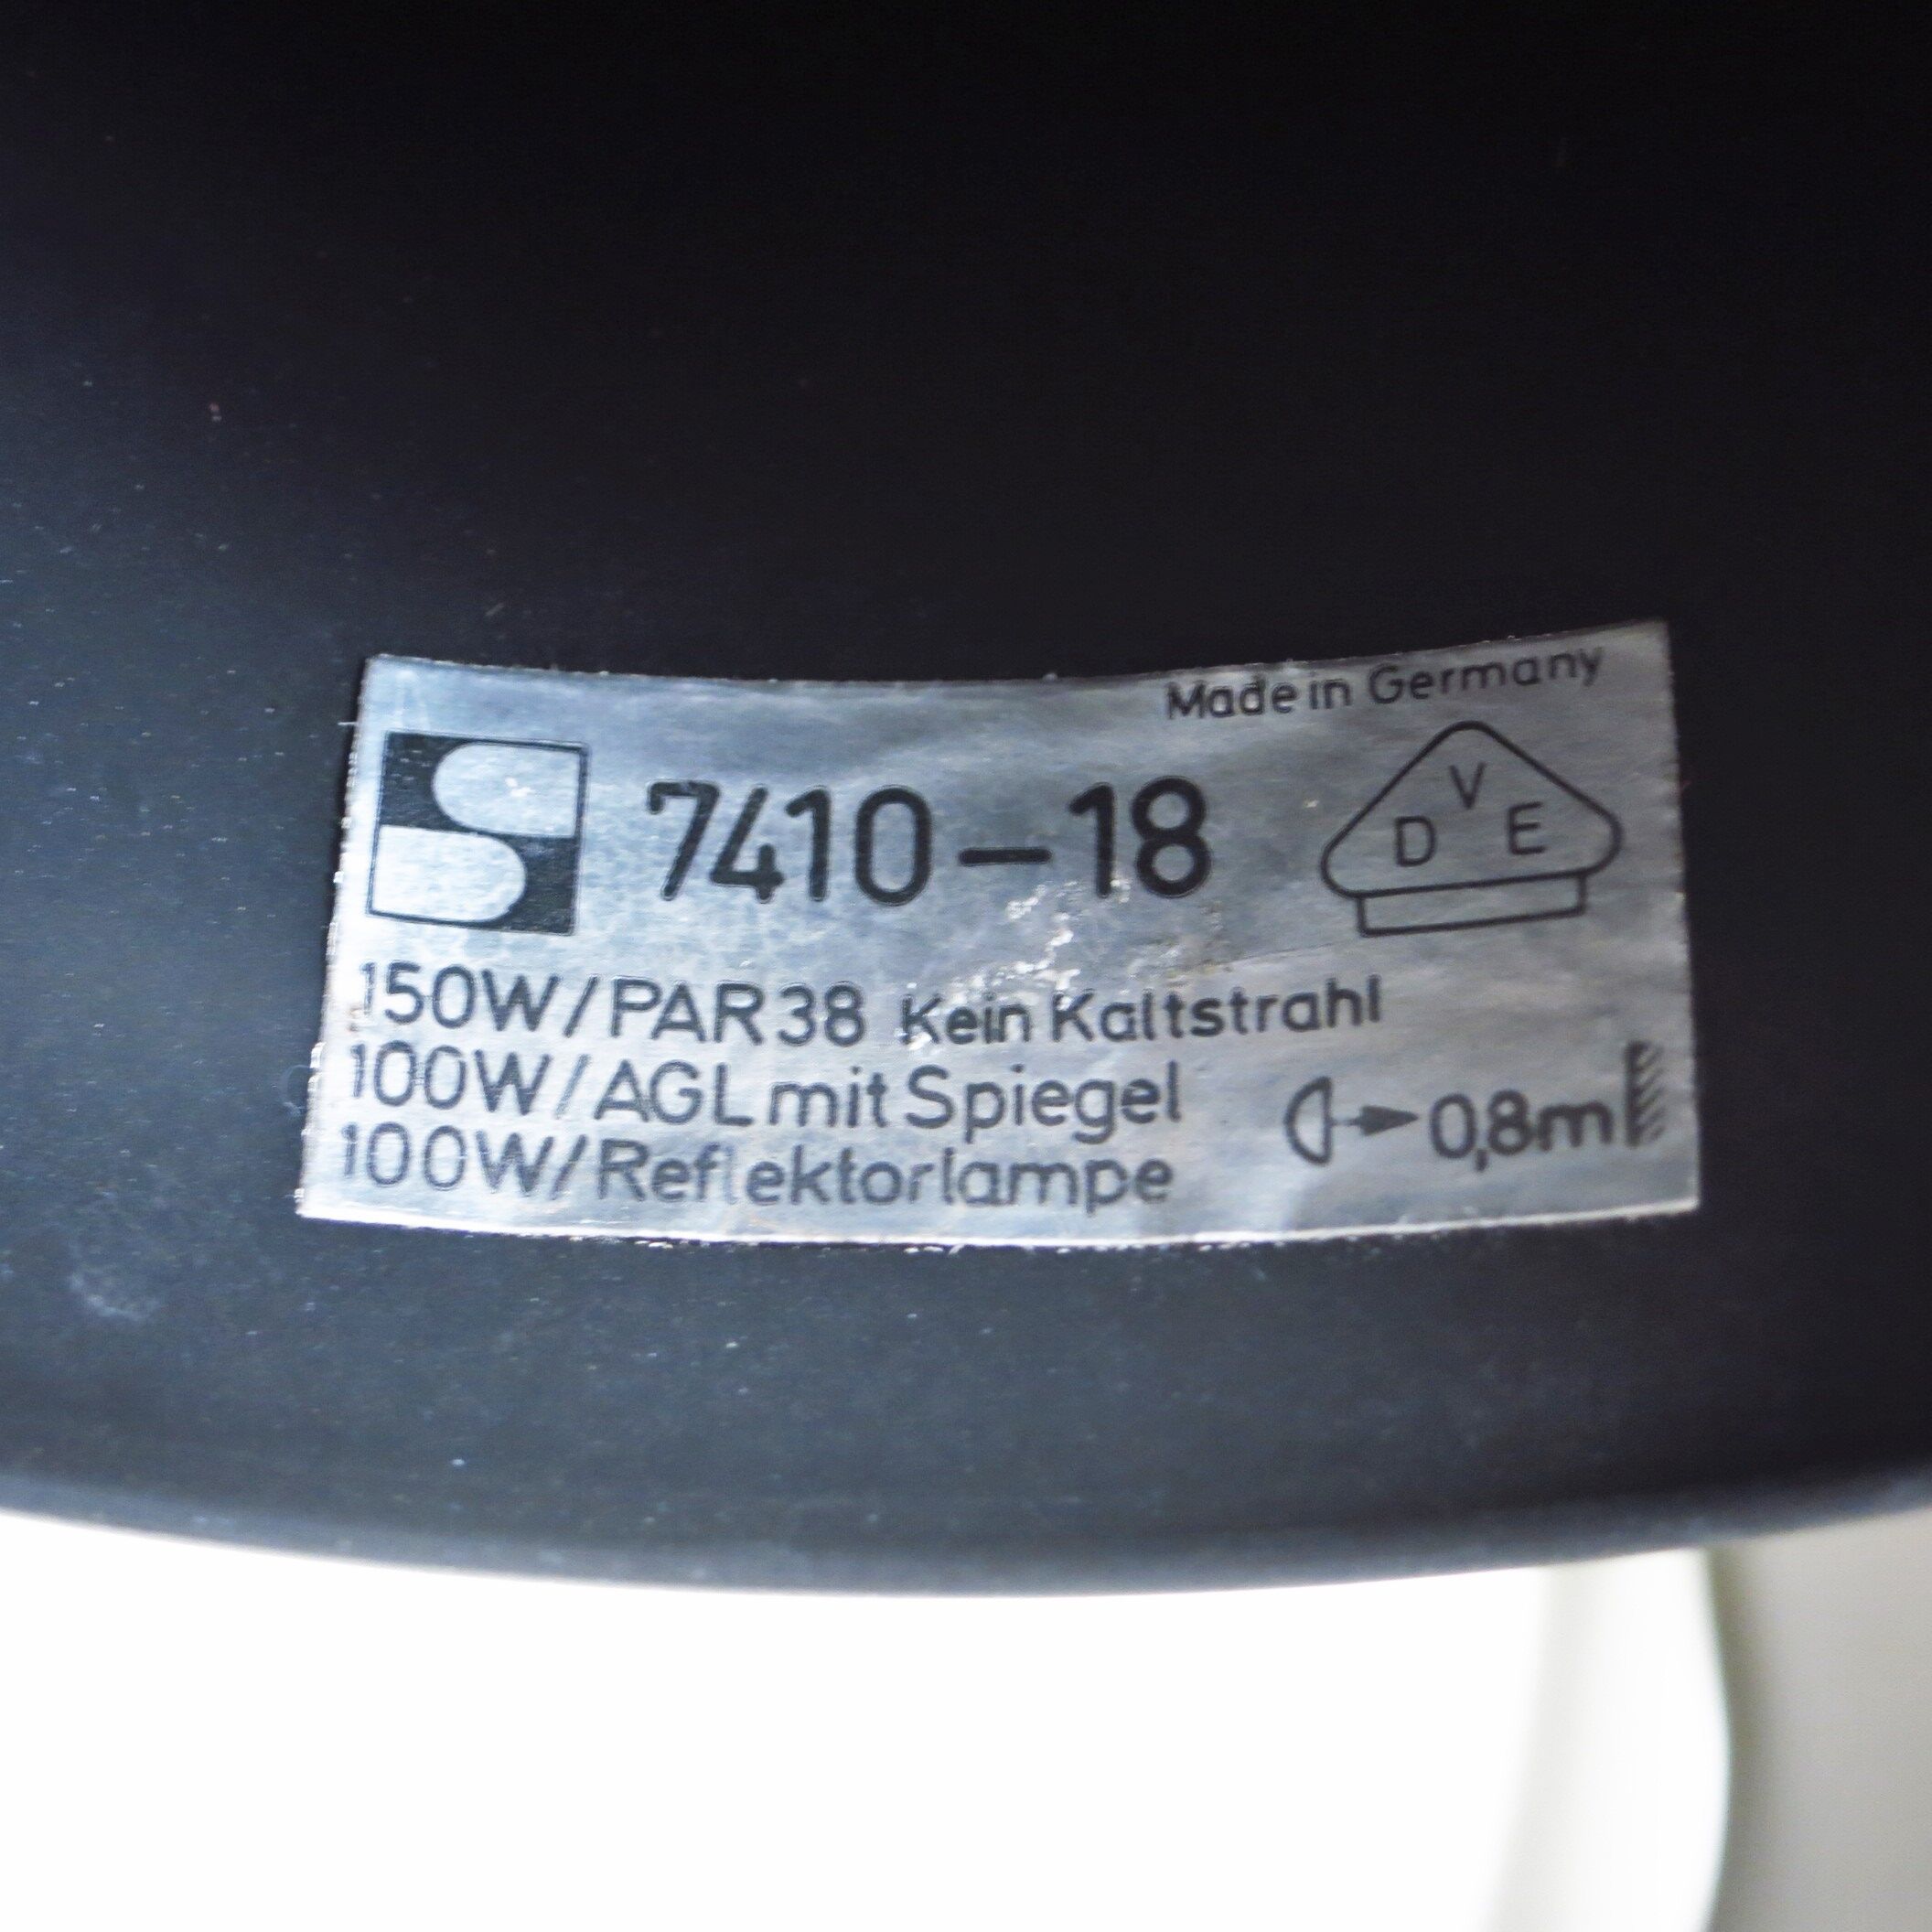 Made in Germany
S 7410-18
V
D E
150W/PAR38 Kein Kaltstrahl
100W/AGL mit Spiegel
100W/Reflektorlampe
0,8m